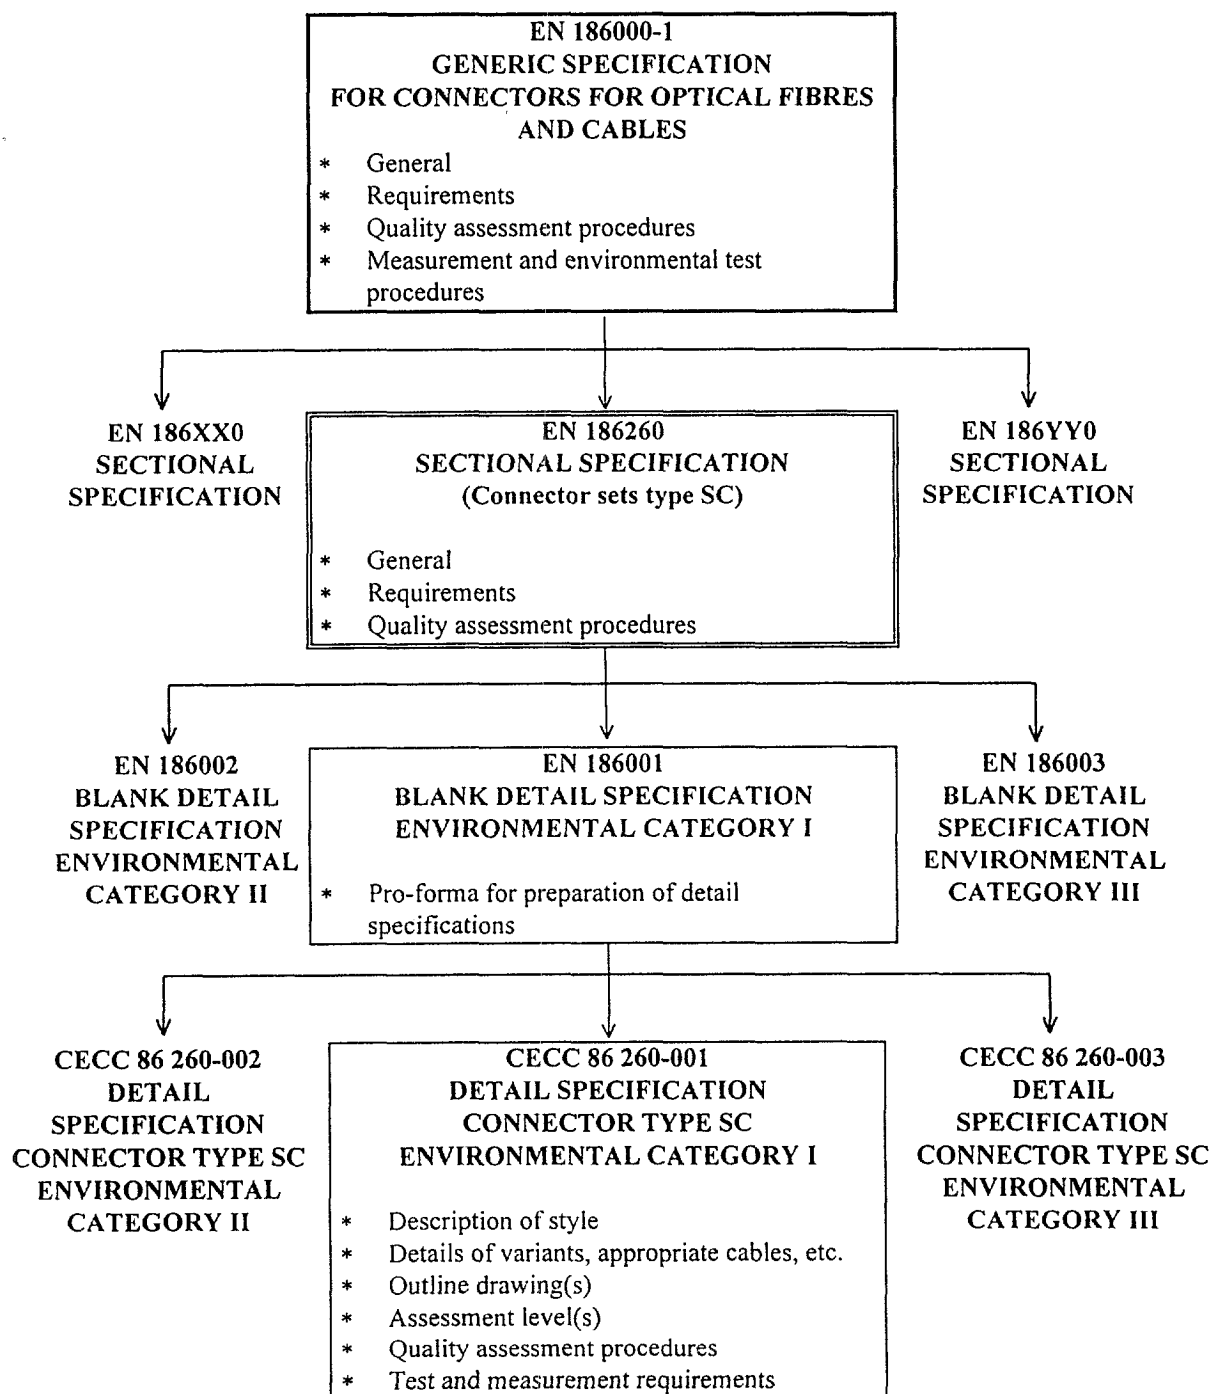 EN 186000-1
GENERIC SPECIFICATION
FOR CONNECTORS FOR OPTICAL FIBRES
AND CABLES
* General
* Requirements
* Quality assessment procedures
* Measurement and environmental test
procedures
EN 186XX0
SECTIONAL
SPECIFICATION
EN 186260
SECTIONAL SPECIFICATION
(Connector sets type SC)
* General
* Requirements
* Quality assessment procedures
EN 186YY0
SECTIONAL
SPECIFICATION
EN 186002
BLANK DETAIL
SPECIFICATION
ENVIRONMENTAL
CATEGORY II
EN 186001
BLANK DETAIL SPECIFICATION
ENVIRONMENTAL CATEGORY I
* Pro-forma for preparation of detail
specifications
EN 186003
BLANK DETAIL
SPECIFICATION
ENVIRONMENTAL
CATEGORY III
CECC 86 260-002
DETAIL
SPECIFICATION
CONNECTOR TYPE SC
ENVIRONMENTAL
CATEGORY II
CECC 86 260-001
DETAIL SPECIFICATION
CONNECTOR TYPE SC
ENVIRONMENTAL CATEGORY I
* Description of style
* Details of variants, appropriate cables, etc.
* Outline drawing(s)
* Assessment level(s)
* Quality assessment procedures
* Test and measurement requirements
CECC 86 260-003
DETAIL
SPECIFICATION
CONNECTOR TYPE SC
ENVIRONMENTAL
CATEGORY III